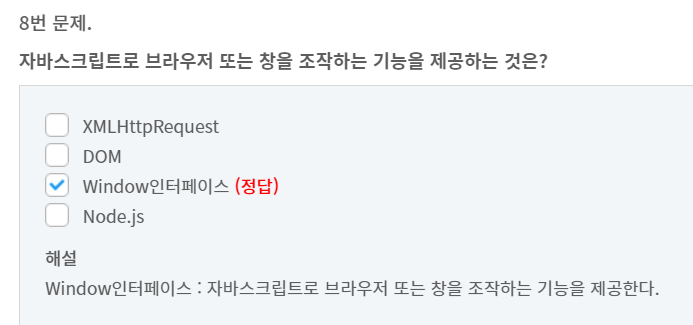 8번 문제.
자바스크립트로 브라우저 또는 창을 조작하는 기능을 제공하는 것은?
XMLHttpRequest
DOM
Window인터페이스 (정답)
Node.js
해설
Window인터페이스 : 자바스크립트로 브라우저 또는 창을 조작하는 기능을 제공한다.